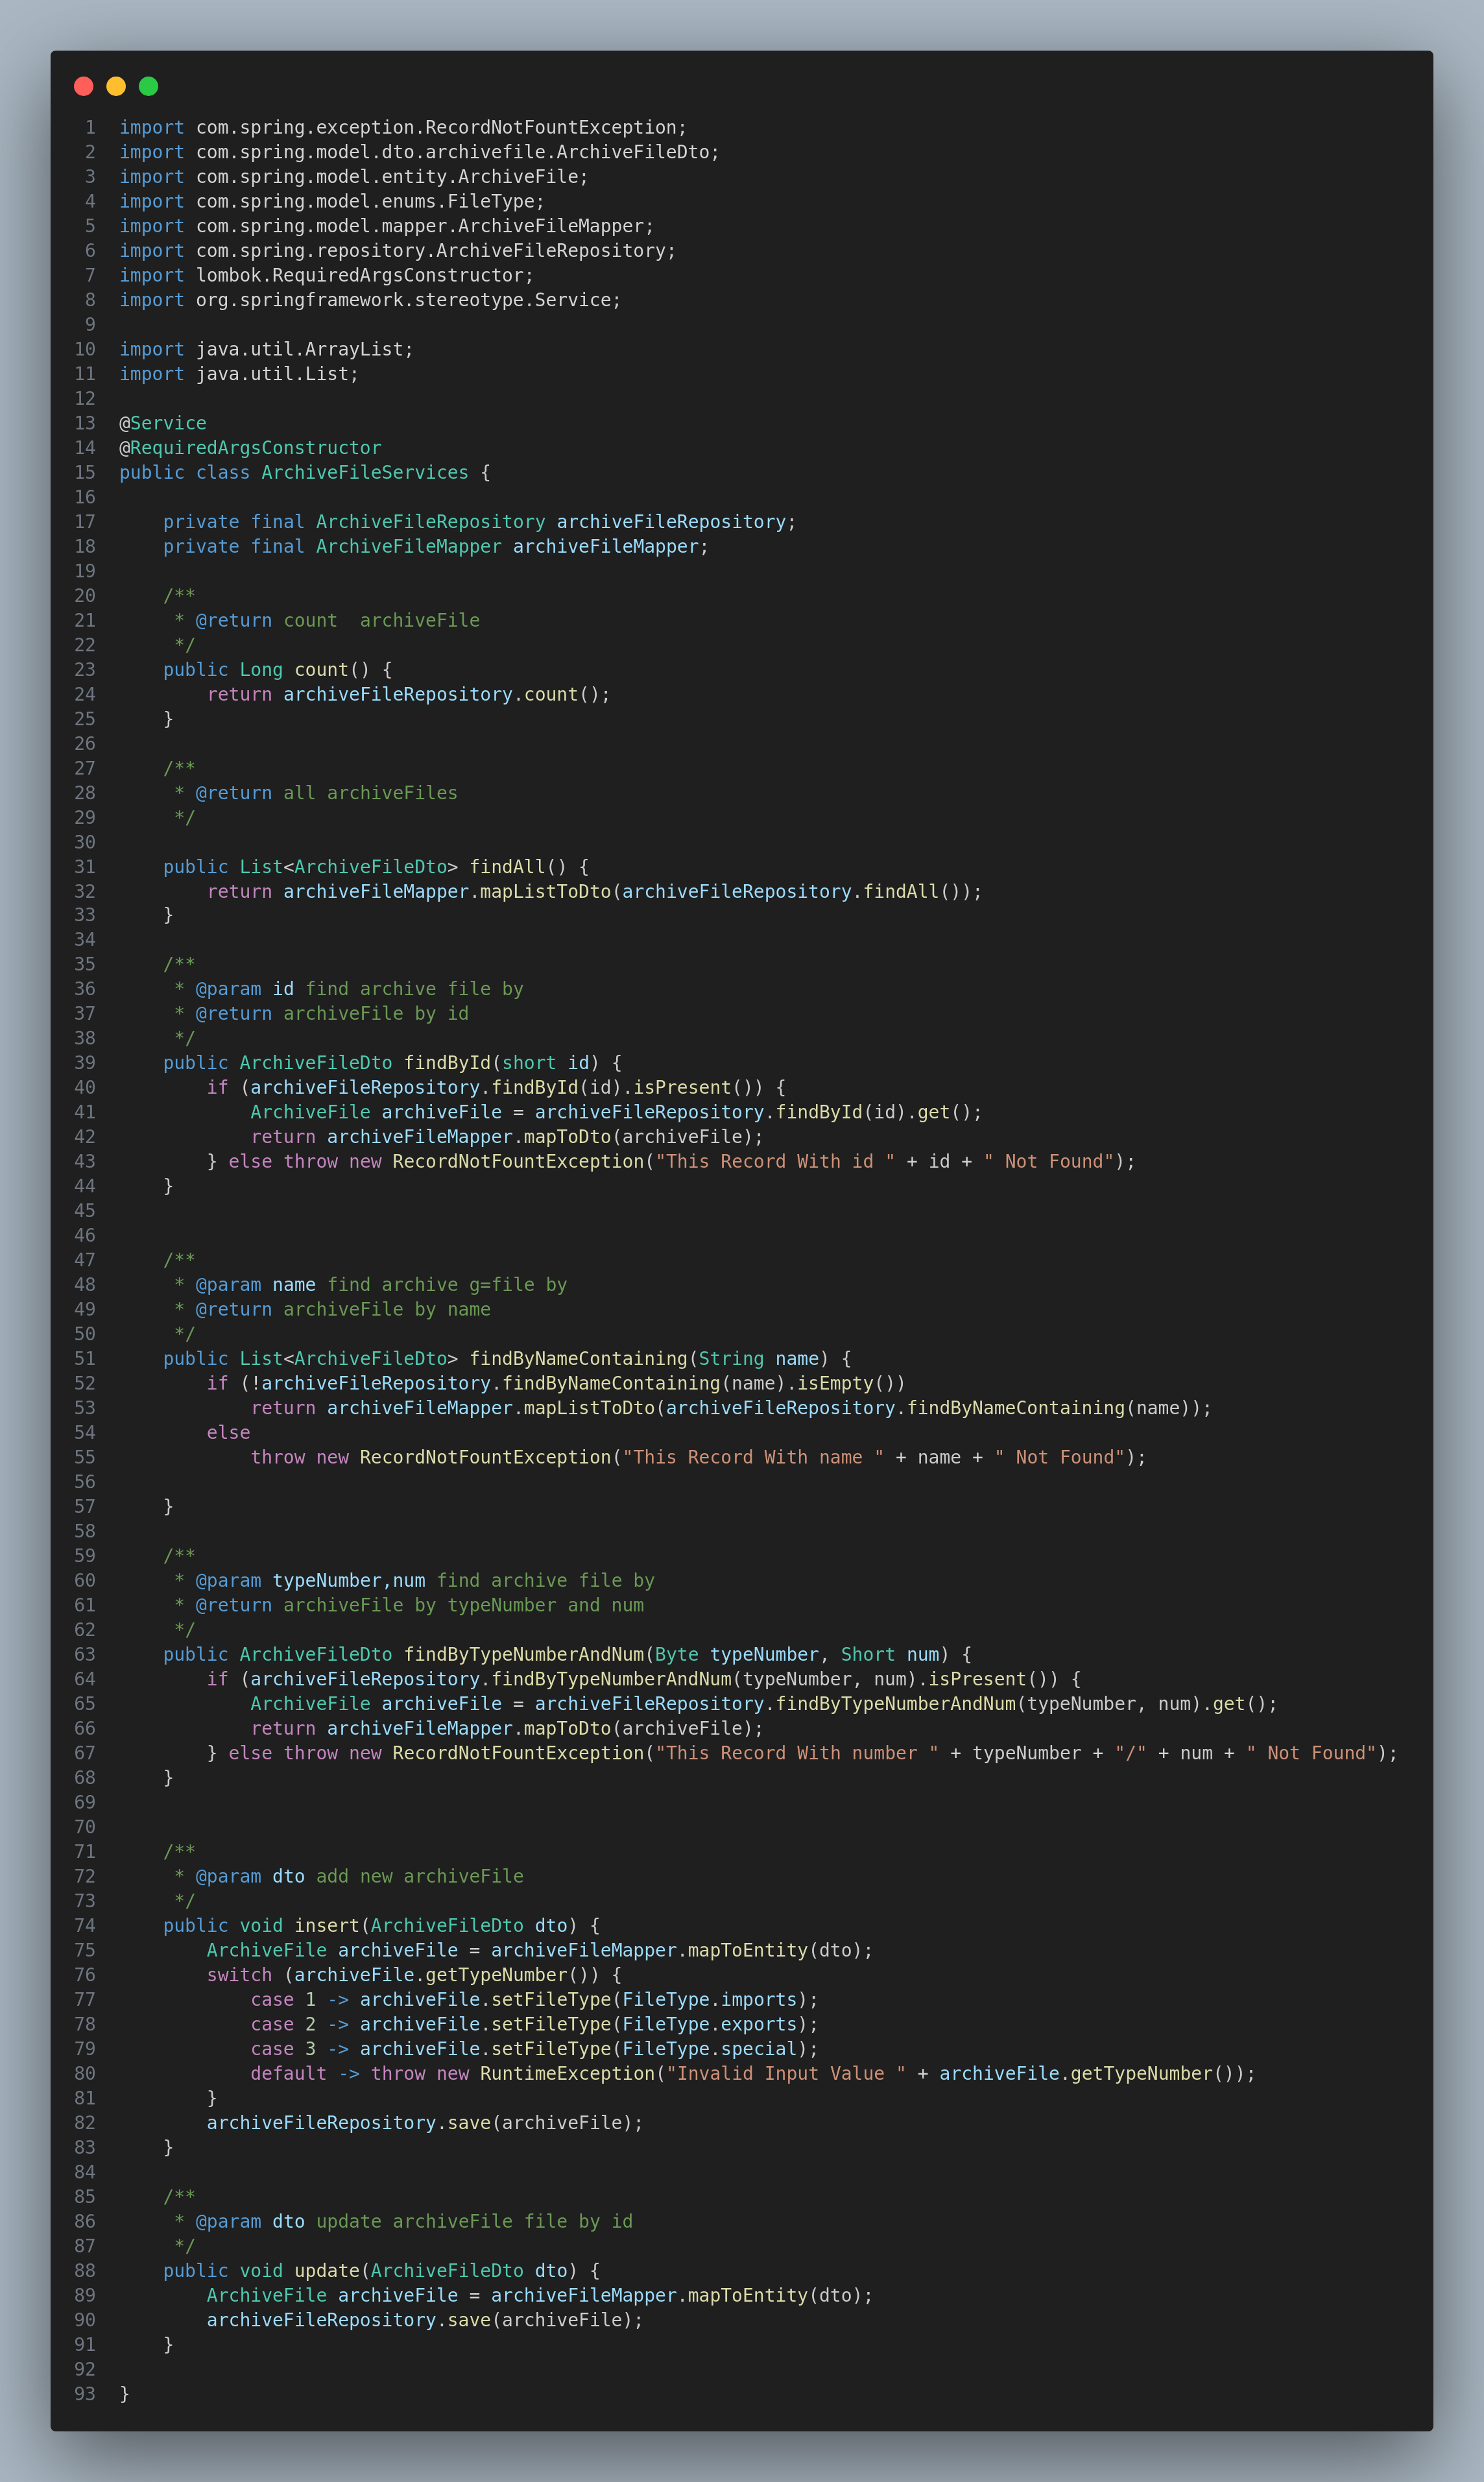 1 import com.spring.exception.RecordNotFountException;
2 import com.spring.model.dto.archivefile.ArchiveFileDto;
3 import com.spring.model.entity.ArchiveFile;
4 import com.spring.model.enums.FileType;
5 import com.spring.model.mapper.ArchiveFileMapper;
6 import com.spring.repository.ArchiveFileRepository;
7 import lombok.RequiredArgsConstructor;
8 import org.springframework.stereotype.Service;
9
10 import java.util.ArrayList;
11 import java.util.List;
12
13 @Service
14 @RequiredArgsConstructor
15 public class ArchiveFileServices {
16
17     private final ArchiveFileRepository archiveFileRepository;
18     private final ArchiveFileMapper archiveFileMapper;
19
20     /**
21      * @return count  archiveFile
22      */
23     public Long count() {
24         return archiveFileRepository.count();
25     }
26
27     /**
28      * @return all archiveFiles
29      */
30
31     public List<ArchiveFileDto> findAll() {
32         return archiveFileMapper.mapListToDto(archiveFileRepository.findAll());
33     }
34
35     /**
36      * @param id find archive file by
37      * @return archiveFile by id
38      */
39     public ArchiveFileDto findById(short id) {
40         if (archiveFileRepository.findById(id).isPresent()) {
41             ArchiveFile archiveFile = archiveFileRepository.findById(id).get();
42             return archiveFileMapper.mapToDto(archiveFile);
43         } else throw new RecordNotFountException("This Record With id " + id + " Not Found");
44     }
45
46
47     /**
48      * @param name find archive g=file by
49      * @return archiveFile by name
50      */
51     public List<ArchiveFileDto> findByNameContaining(String name) {
52         if (!archiveFileRepository.findByNameContaining(name).isEmpty())
53             return archiveFileMapper.mapListToDto(archiveFileRepository.findByNameContaining(name));
54         else
55             throw new RecordNotFountException("This Record With name " + name + " Not Found");
56
57     }
58
59     /**
60      * @param typeNumber,num find archive file by
61      * @return archiveFile by typeNumber and num
62      */
63     public ArchiveFileDto findByTypeNumberAndNum(Byte typeNumber, Short num) {
64         if (archiveFileRepository.findByTypeNumberAndNum(typeNumber, num).isPresent()) {
65             ArchiveFile archiveFile = archiveFileRepository.findByTypeNumberAndNum(typeNumber, num).get();
66             return archiveFileMapper.mapToDto(archiveFile);
67         } else throw new RecordNotFountException("This Record With number " + typeNumber + "/" + num + " Not Found");
68     }
69
70
71     /**
72      * @param dto add new archiveFile
73      */
74     public void insert(ArchiveFileDto dto) {
75         ArchiveFile archiveFile = archiveFileMapper.mapToEntity(dto);
76         switch (archiveFile.getTypeNumber()) {
77             case 1 -> archiveFile.setFileType(FileType.imports);
78             case 2 -> archiveFile.setFileType(FileType.exports);
79             case 3 -> archiveFile.setFileType(FileType.special);
80             default -> throw new RuntimeException("Invalid Input Value " + archiveFile.getTypeNumber());
81         }
82         archiveFileRepository.save(archiveFile);
83     }
84
85     /**
86      * @param dto update archiveFile file by id
87      */
88     public void update(ArchiveFileDto dto) {
89         ArchiveFile archiveFile = archiveFileMapper.mapToEntity(dto);
90         archiveFileRepository.save(archiveFile);
91     }
92
93 }